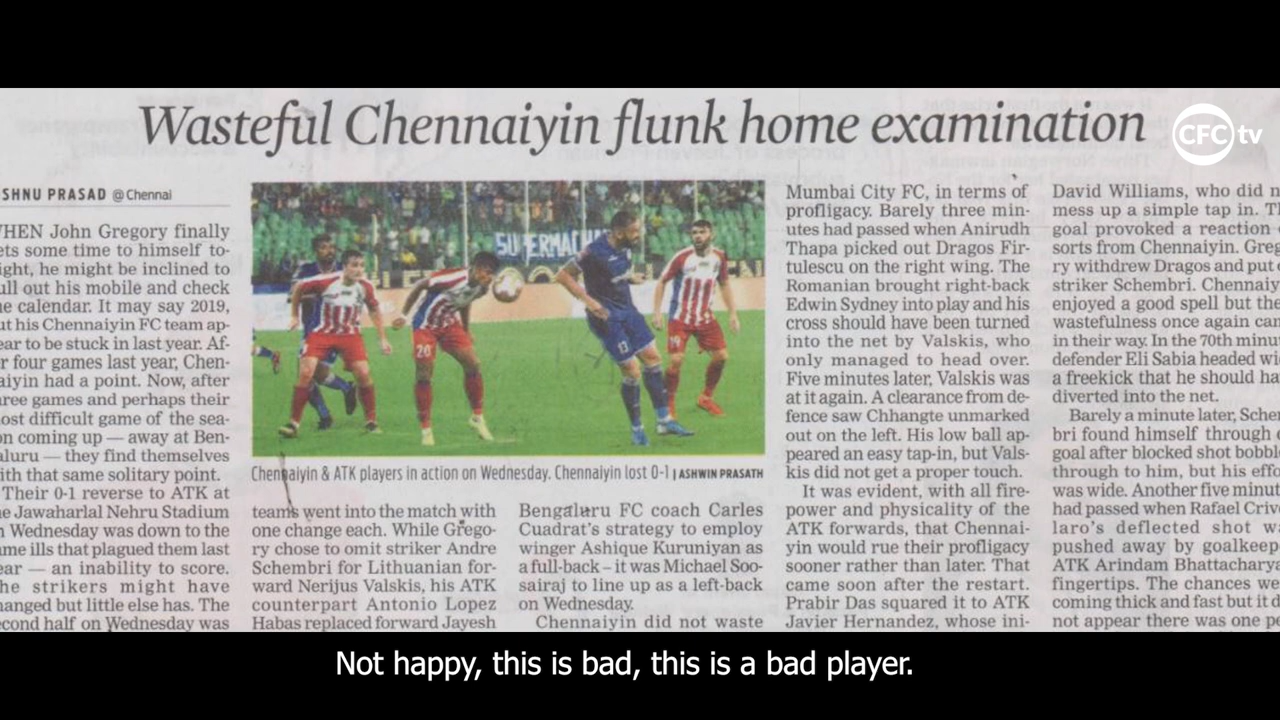 Wasteful Chennaiyin flunk home examination
CFC tv
SHNU PRASAD @Chennai
HEN John Gregory finally
ets some time to himself to-
ight, he might be inclined to
ull out his mobile and check
e calendar. It may say 2019,
ut his Chennaiyin FC team ap-
ear to be stuck in last year. Af-
r four games last year, Chen-
aiyin had a point. Now, after
ree games and perhaps their
ost difficult game of the sea-
on coming up — away at Ben-
aluru — they find themselves
ith that same solitary point.
Their 0-1 reverse to ATK at
e Jawaharlal Nehru Stadium
n Wednesday was down to the
me ills that plagued them last
ear — an inability to score.
he strikers might have
anged but little else has. The
econd half on Wednesday was
SUPERMACHA
20
13
19
Chennaiyin & ATK players in action on Wednesday. Chennaiyin lost 0-1 | ASHWIN PRASATH
teams went into the match with
one change each. While Grego-
ry chose to omit striker Andre
Schembri for Lithuanian for-
ward Nerijus Valskis, his ATK
counterpart Antonio Lopez
Habas replaced forward Jayesh
Bengaluru FC coach Carles
Cuadrat's strategy to employ
winger Ashique Kuruniyan as
a full-back – it was Michael Soo-
sairaj to line up as a left-back
on Wednesday.
Chennaiyin did not waste
Mumbai City FC, in terms of
profligacy. Barely three min-
utes had passed when Anirudh
Thapa picked out Dragos Fir-
tulescu on the right wing. The
Romanian brought right-back
Edwin Sydney into play and his
cross should have been turned
into the net by Valskis, who
only managed to head over.
Five minutes later, Valskis was
at it again. A clearance from de-
fence saw Chhangte unmarked
out on the left. His low ball ap-
peared an easy tap-in, but Vals-
kis did not get a proper touch.
It was evident, with all fire-
power and physicality of the
ATK forwards, that Chennai-
yin would rue their profligacy
sooner rather than later. That
came soon after the restart.
Prabir Das squared it to ATK
Javier Hernandez, whose ini-
David Williams, who did n
mess up a simple tap in. Th
goal provoked a reaction o
sorts from Chennaiyin. Greg
ry withdrew Dragos and put o
striker Schembri. Chennaiy
enjoyed a good spell but the
wastefulness once again can
in their way. In the 70th minu
defender Eli Sabia headed wi
a freekick that he should ha
diverted into the net.
Barely a minute later, Schen
bri found himself through o
goal after blocked shot bobble
through to him, but his effo
was wide. Another five minut
had passed when Rafael Crive
laro's deflected shot wa
pushed away by goalkeep
ATK Arindam Bhattacharya
fingertips. The chances we
coming thick and fast but it d
not appear there was one pe
Not happy, this is bad, this is a bad player.